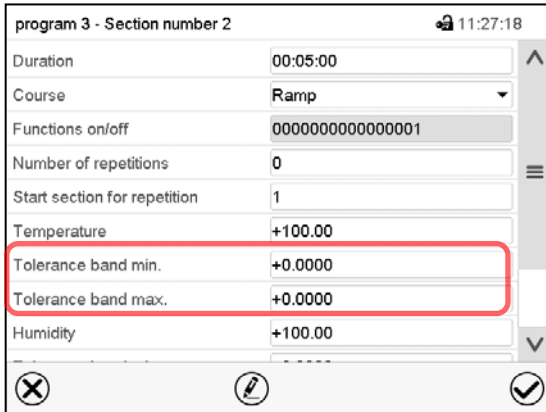 program 3 - Section number 2 11:27:18
Duration 00:05:00
Course Ramp
Functions on/off 0000000000000001
Number of repetitions 0
Start section for repetition 1
Temperature +100.00
Tolerance band min. +0.0000
Tolerance band max. +0.0000
Humidity +100.00